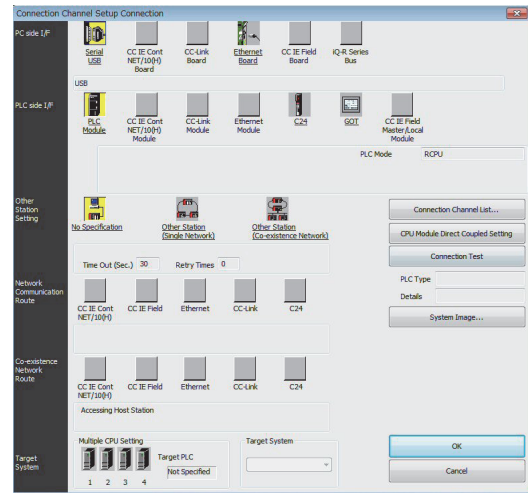 Connection Channel Setup Connection
PC side I/F
Serial
USB
CC IE Cont
NET/10(H)
Board
CC-Link
Board
Ethernet
Board
CC IE Field
Board
iQ-R Series
Bus
USB
PLC side I/F
PLC
Module
CC IE Cont
NET/10(H)
Module
CC-Link
Module
Ethernet
Module
C24
GOT
CC IE Field
Master/Local
Module
PLC Mode
RCPU
Other
Station
Setting
No Specification
Other Station
(Single Network)
Other Station
(Co-existence Network)
Connection Channel List...
CPU Module Direct Coupled Setting
Connection Test
Time Out (Sec.) 30
Retry Times 0
PLC Type
Details
System Image...
Network
Communication
Route
CC IE Cont
NET/10(H)
CC IE Field
Ethernet
CC-Link
C24
Co-existence
Network
Route
CC IE Cont
NET/10(H)
CC IE Field
Ethernet
CC-Link
C24
Accessing Host Station
Target
System
Multiple CPU Setting
1 2 3 4
Target PLC
Not Specified
Target System
OK
Cancel